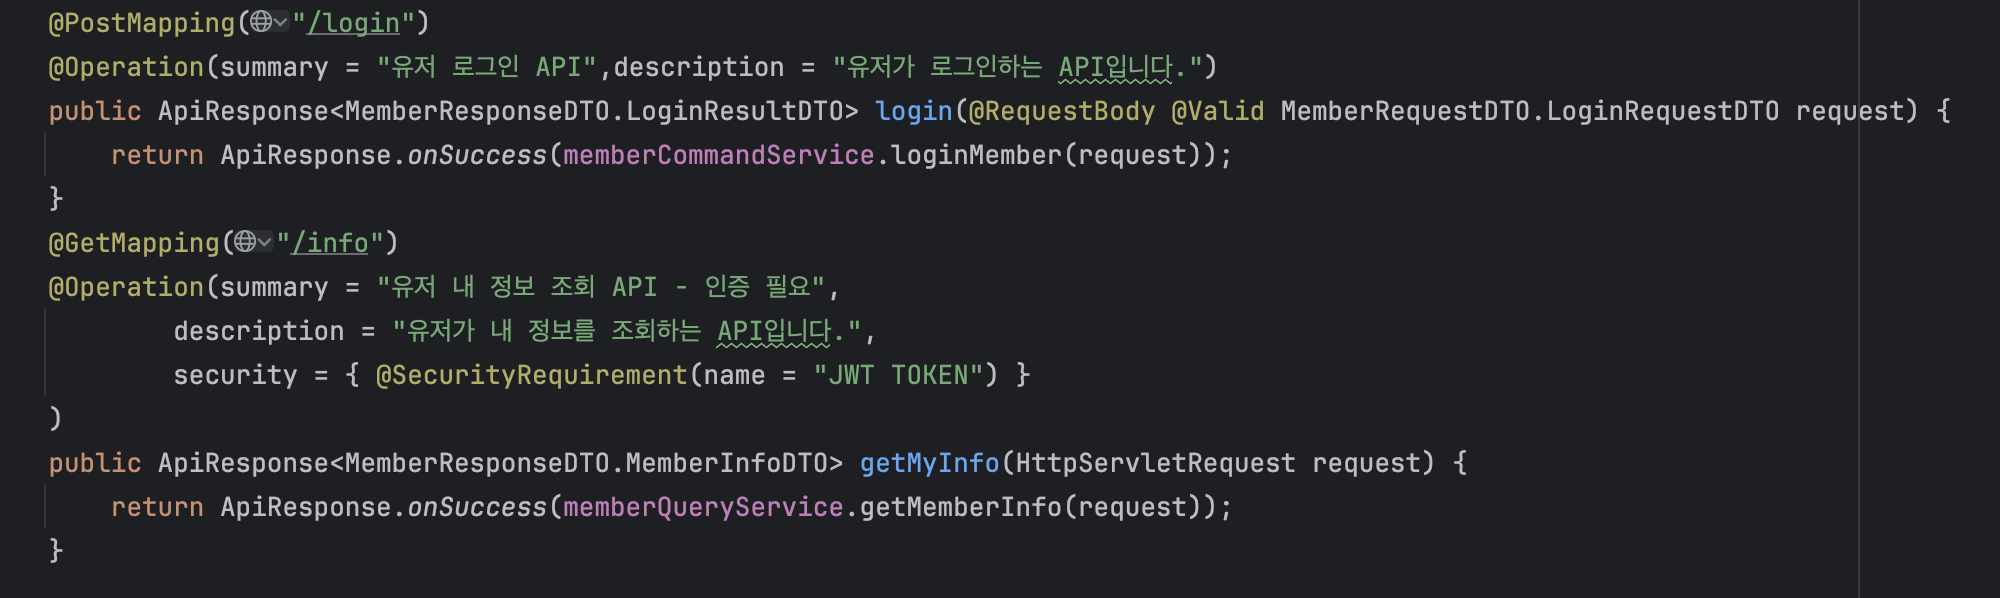 @PostMapping("/login")
@Operation(summary = "유저 로그인 API",description = "유저가 로그인하는 API입니다.")
public ApiResponse<MemberResponseDTO.LoginResultDTO> login(@RequestBody @Valid MemberRequestDTO.LoginRequestDTO request) {
    return ApiResponse.onSuccess(memberCommandService.loginMember(request));
}
@GetMapping("/info")
@Operation(summary = "유저 내 정보 조회 API - 인증 필요",
        description = "유저가 내 정보를 조회하는 API입니다.",
        security = { @SecurityRequirement(name = "JWT TOKEN") }
)
public ApiResponse<MemberResponseDTO.MemberInfoDTO> getMyInfo(HttpServletRequest request) {
    return ApiResponse.onSuccess(memberQueryService.getMemberInfo(request));
}